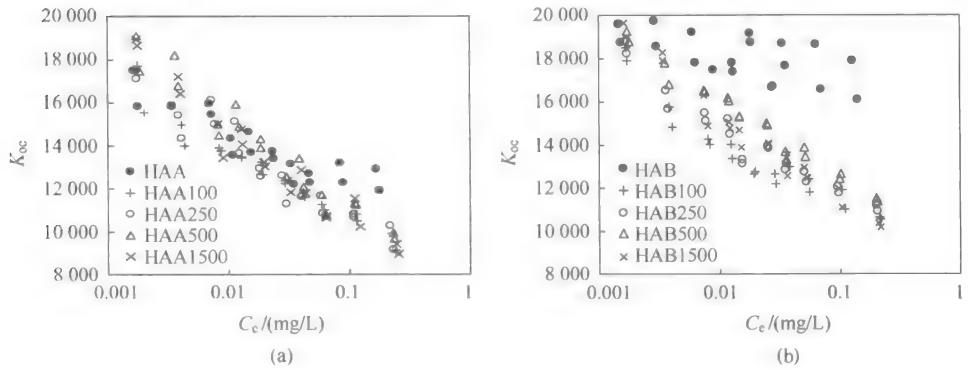 (a)
20 000
18 000
16 000
14 000
12 000
10 000
8 000
Koc
HAA
HAA100
HAA250
HAA500
HAA1500
0.001 0.01 0.1 1
Ce/(mg/L)
(a)
(b)
20 000
18 000
16 000
14 000
12 000
10 000
8 000
Koc
HAB
HAB100
HAB250
HAB500
HAB1500
0.001 0.01 0.1 1
Ce/(mg/L)
(b)